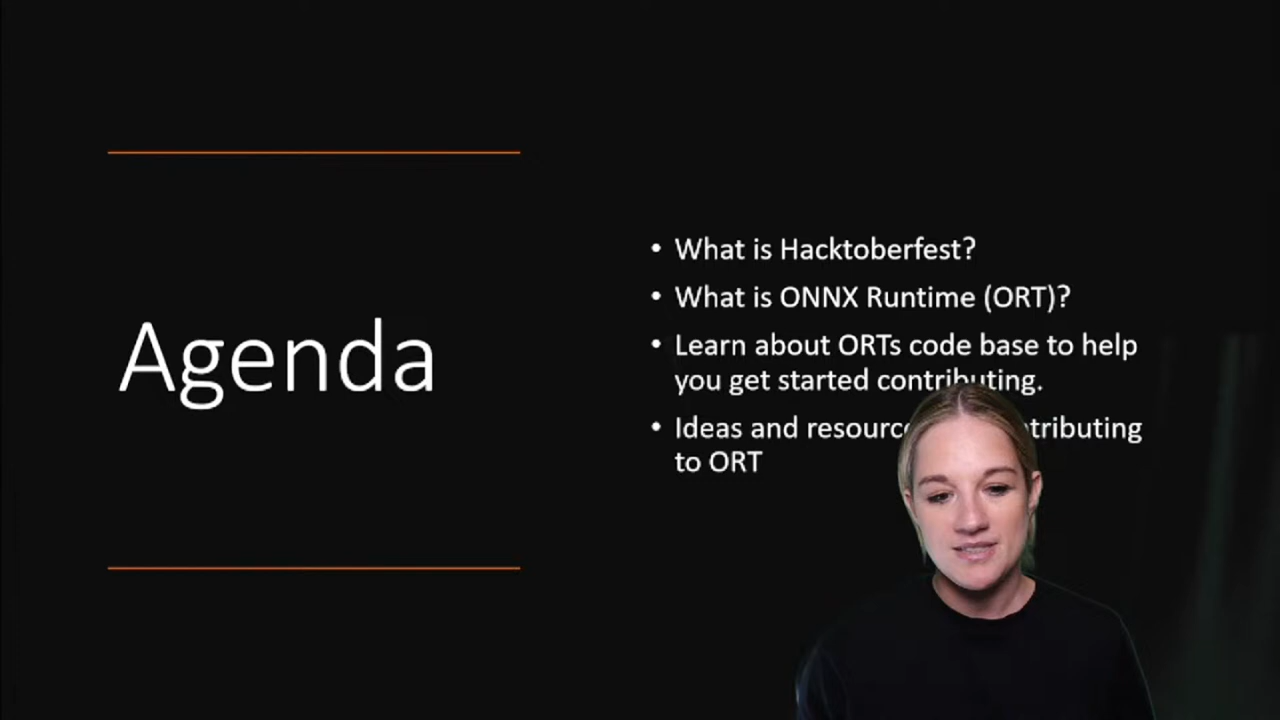 Agenda
• What is Hacktoberfest?
• What is ONNX Runtime (ORT)?
• Learn about ORTs code base to help
you get started contributing.
• Ideas and
to ORT